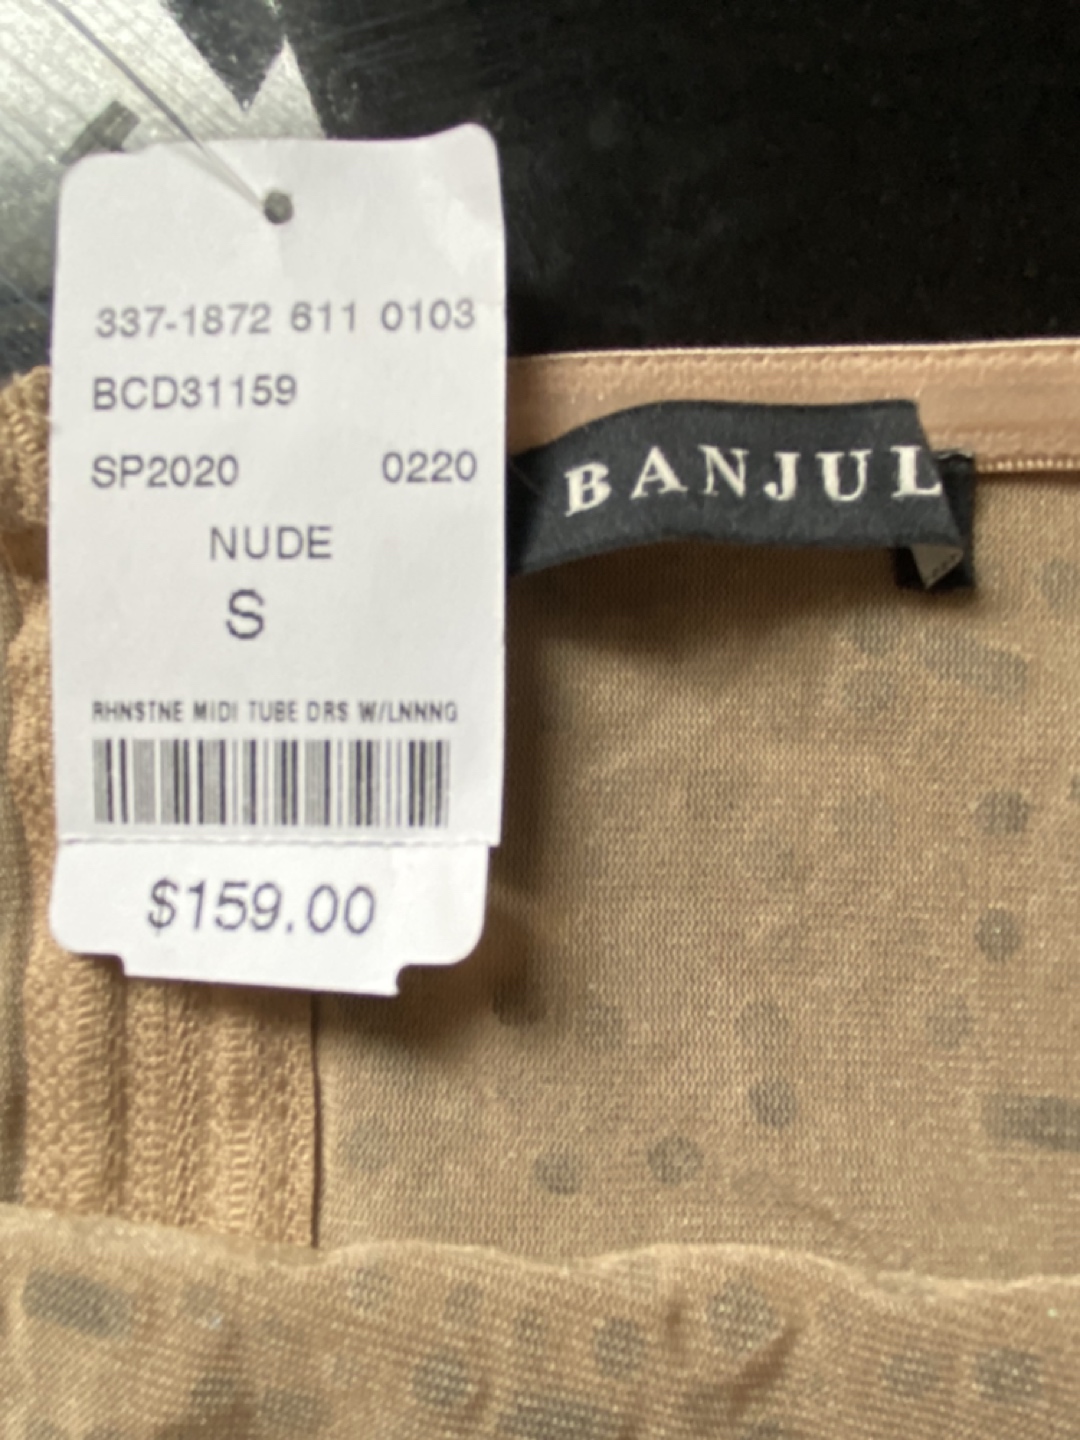 337-1872 611 0103
BCD31159
SP2020 0220
NUDE
S
RHNSTNE MIDI TUBE DRS W/LNNNG
$159.00
BANJUL